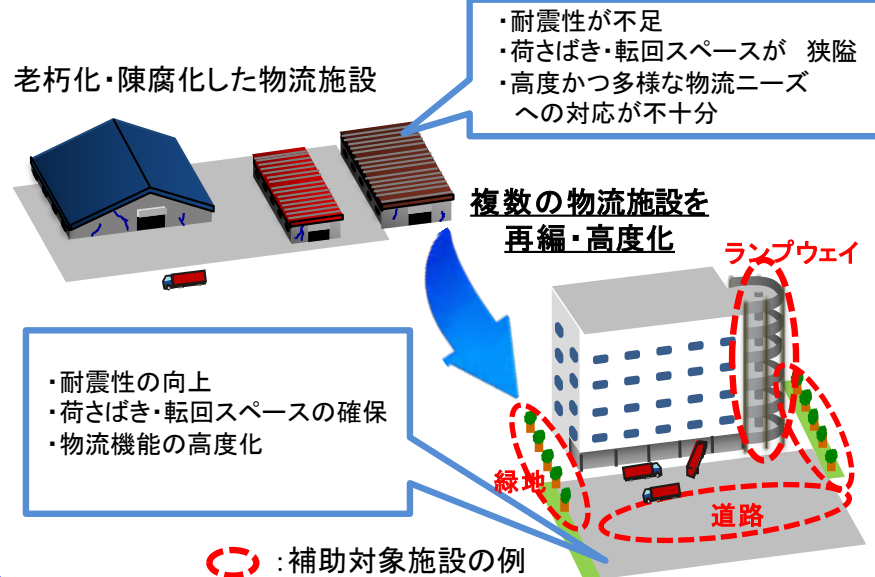 ・耐震性が不足
・荷さばき・転回スペースが 狭隘
・高度かつ多様な物流ニーズ
への対応が不十分
老朽化・陳腐化した物流施設
複数の物流施設を
再編・高度化
ランプウェイ
・耐震性の向上
・荷さばき・転回スペースの確保
・物流機能の高度化
緑地
道路
：補助対象施設の例